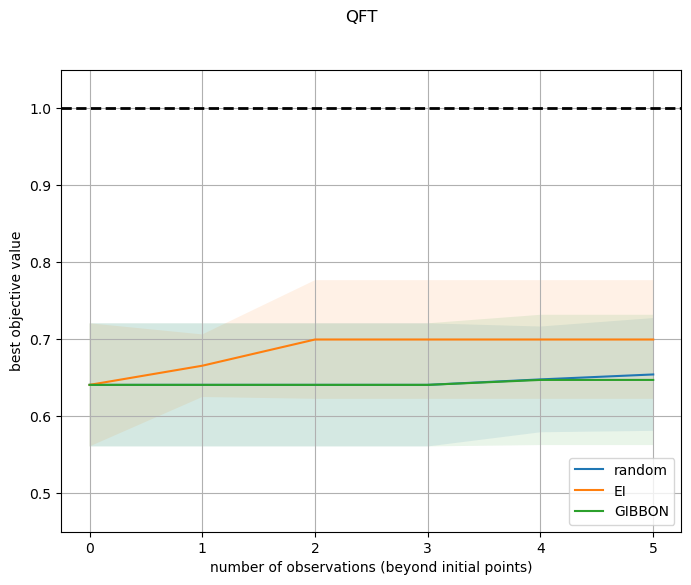 QFT
best objective value
1.0
0.9
0.8
0.7
0.6
0.5
0 1 2 3 4 5
number of observations (beyond initial points)
random
EI
GIBBON